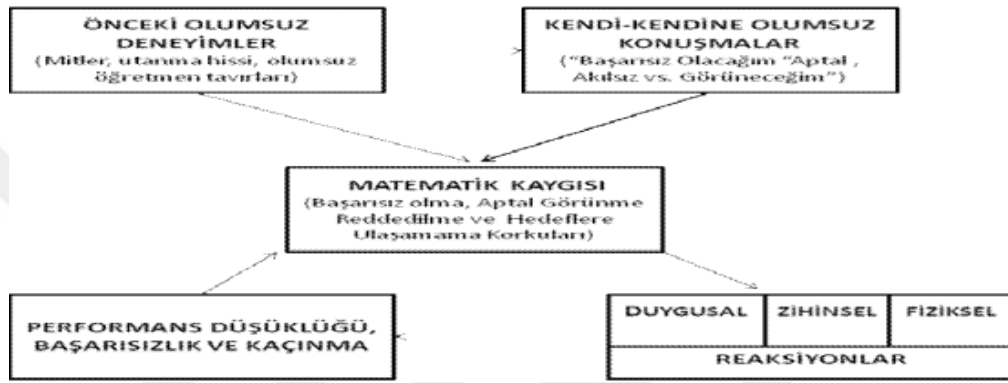 ÖNCEKİ OLUMSUZ
DENEYİMLER
(Mitler, utanma hissi, olumsuz
öğretmen tavırları)
KENDİ-KENDİNE OLUMSUZ
KONUŞMALAR
("Başarısız Olacağım "Aptal ,
Akılsız vs. Görüneceğim")
MATEMATİK KAYGISI
(Başarısız olma, Aptal Görünme
Reddedilme ve Hedeflere
Ulaşamama Korkuları)
PERFORMANS DÜŞÜKLÜĞÜ,
BAŞARISIZLIK VE KAÇINMA
DUYGUSAL ZİHİNSEL FİZİKSEL
REAKSİYONLAR